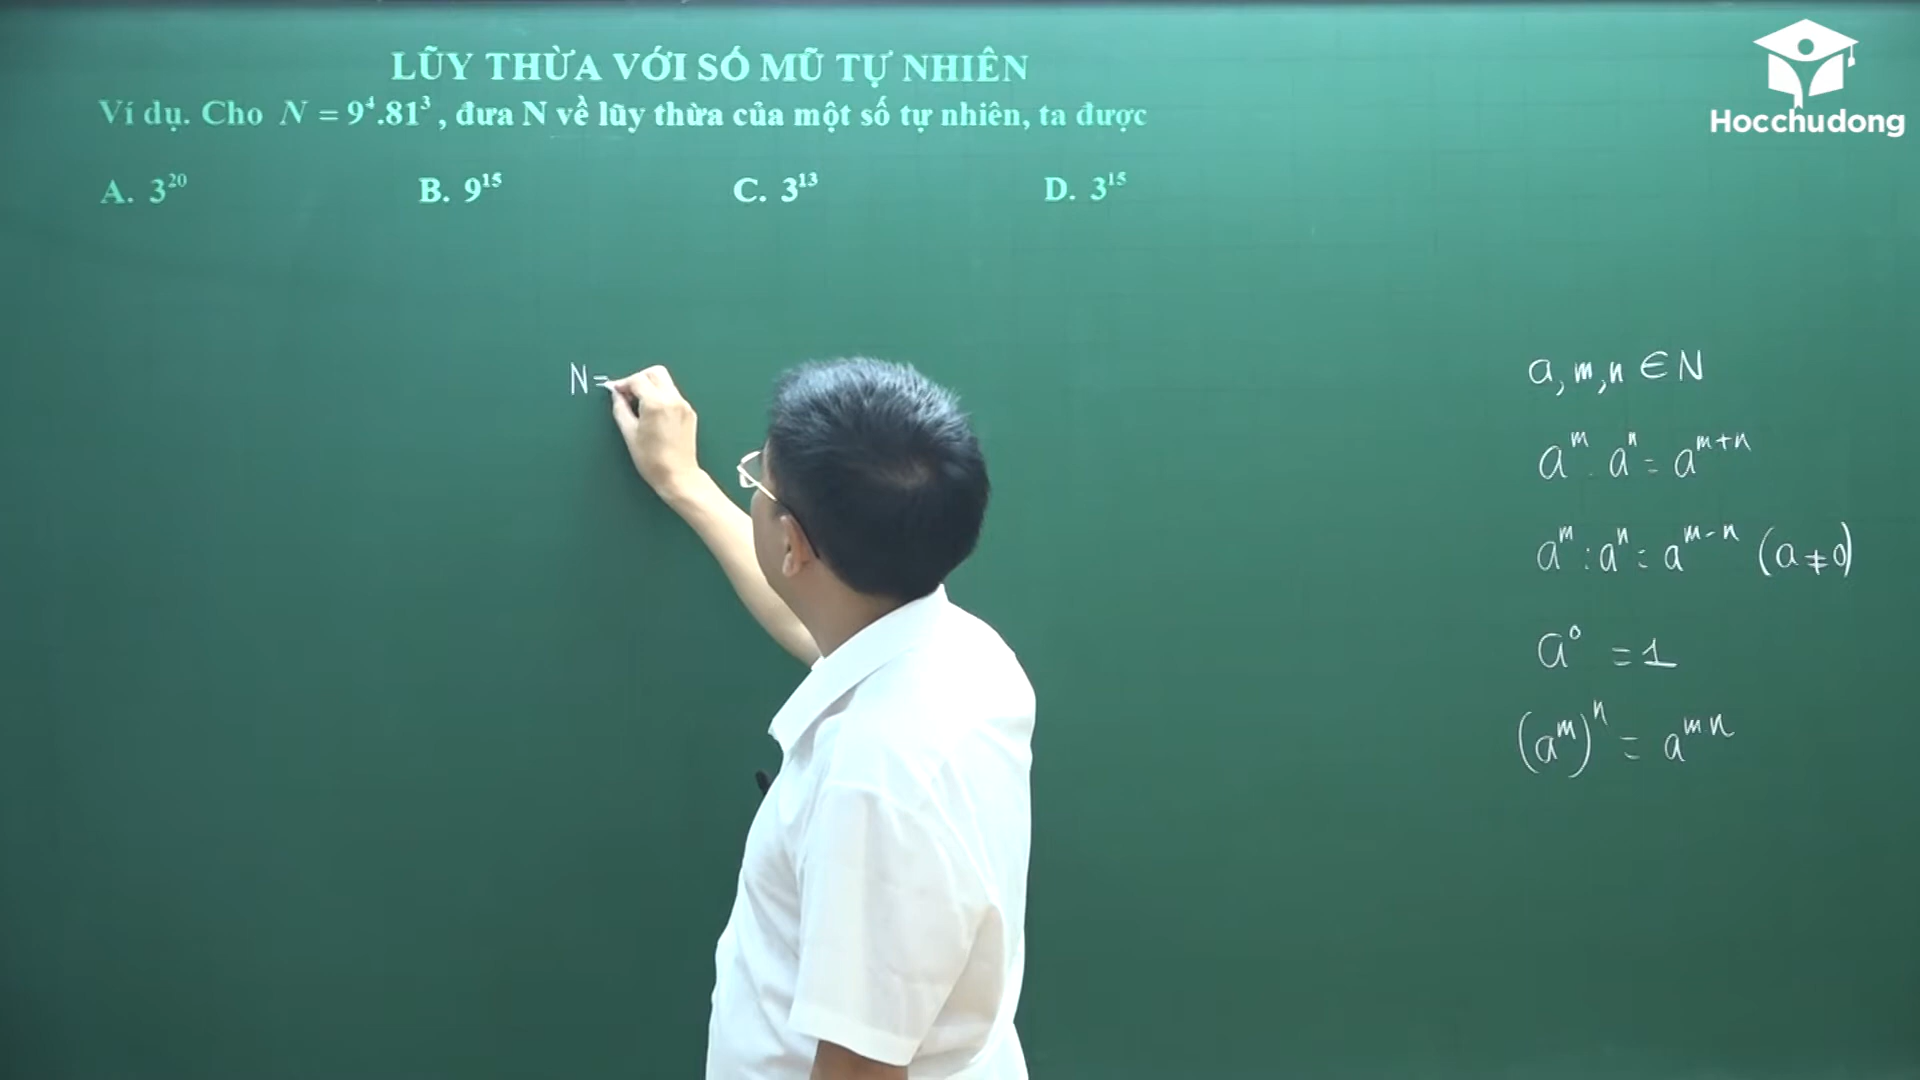 LŨY THỪA VỚI SỐ MŨ TỰ NHIÊN
Ví dụ. Cho N = 9⁴.81³, đưa N về lũy thừa của một số tự nhiên, ta được
A. 3²⁰ B. 9¹⁵ C. 3¹³ D. 3¹⁵
Hocchudong
N =
a, m, n ∈ N
aᵐ . aⁿ = aᵐ⁺ⁿ
aᵐ : aⁿ = aᵐ⁻ⁿ (a ≠ 0)
a⁰ = 1
(aᵐ)ⁿ = aᵐⁿ